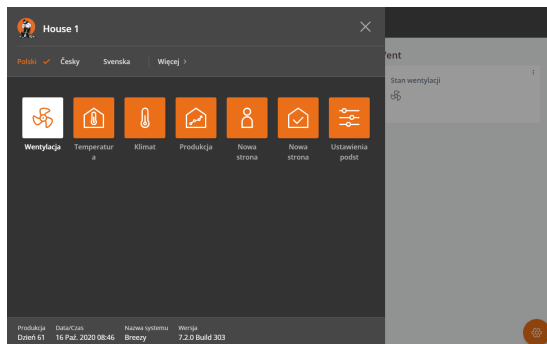 House 1
Polski
Česky
Svenska
Więcej >
Wentylacja
Temperatur
a
Klimat
Produkcja
Nowa
strona
Nowa
strona
Ustawienia
podst
Stan wentylacji
Produkcja
Dzień 61
Data/Czas
16 Paź. 2020 08:46
Nazwa systemu
Breezy
Wersja
7.2.0 Build 303